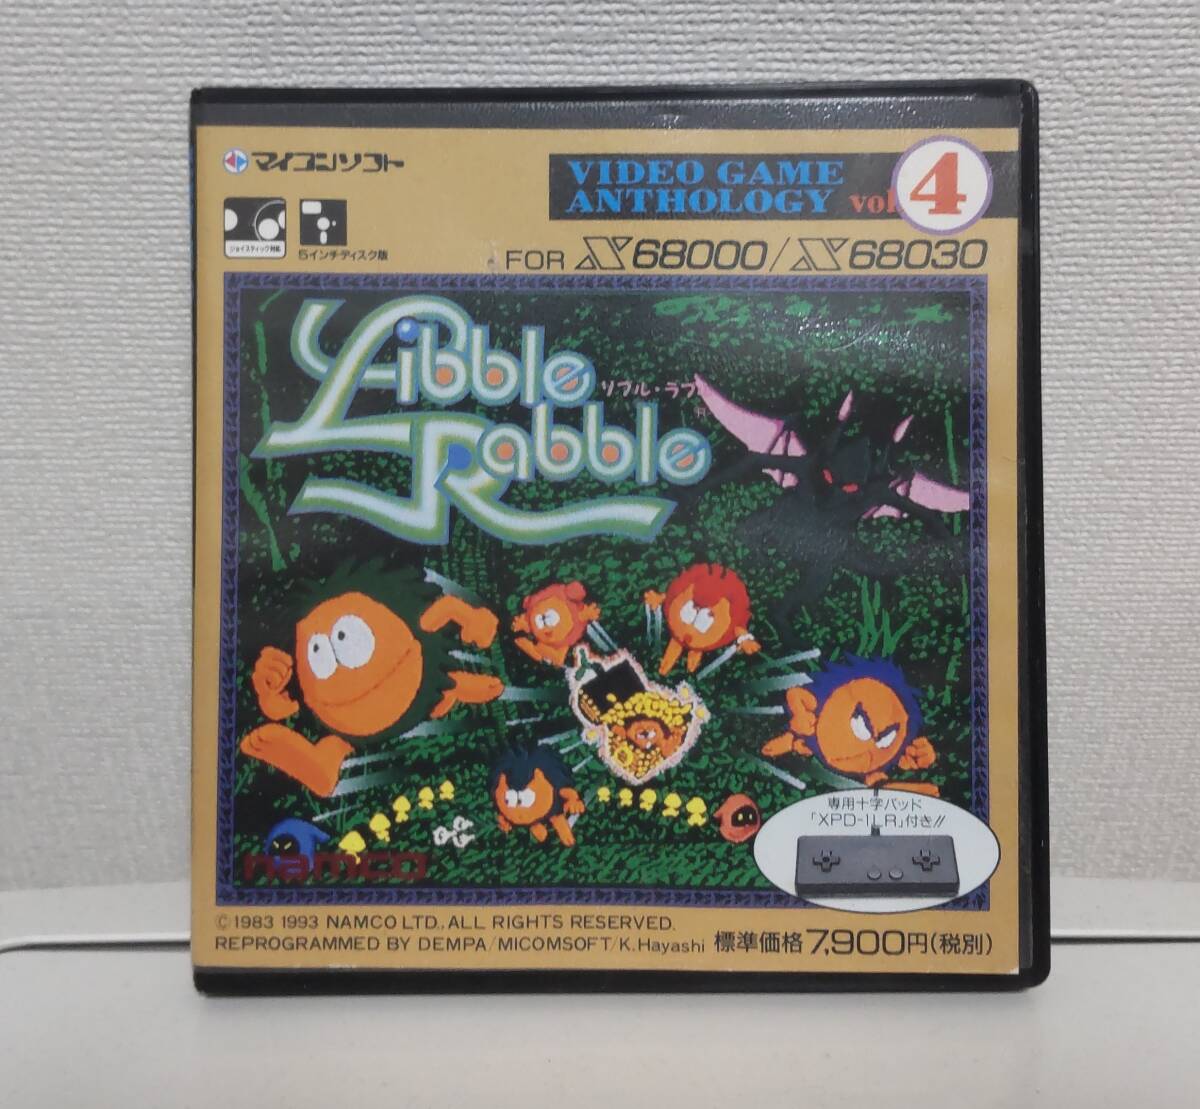 マイコンソフト
VIDEO GAME
ANTHOLOGY vol.
4
ジョイスティック対応
5インチディスク版
FOR X68000/X68030
Libble
リブル・ラブル
Rabble
専用十字パッド
「XPD-1LR」付き!!
namco
©1983 1993 NAMCO LTD., ALL RIGHTS RESERVED.
REPROGRAMMED BY DEMPA/MICOMSOFT/K.Hayashi 標準価格7,900円(税別)